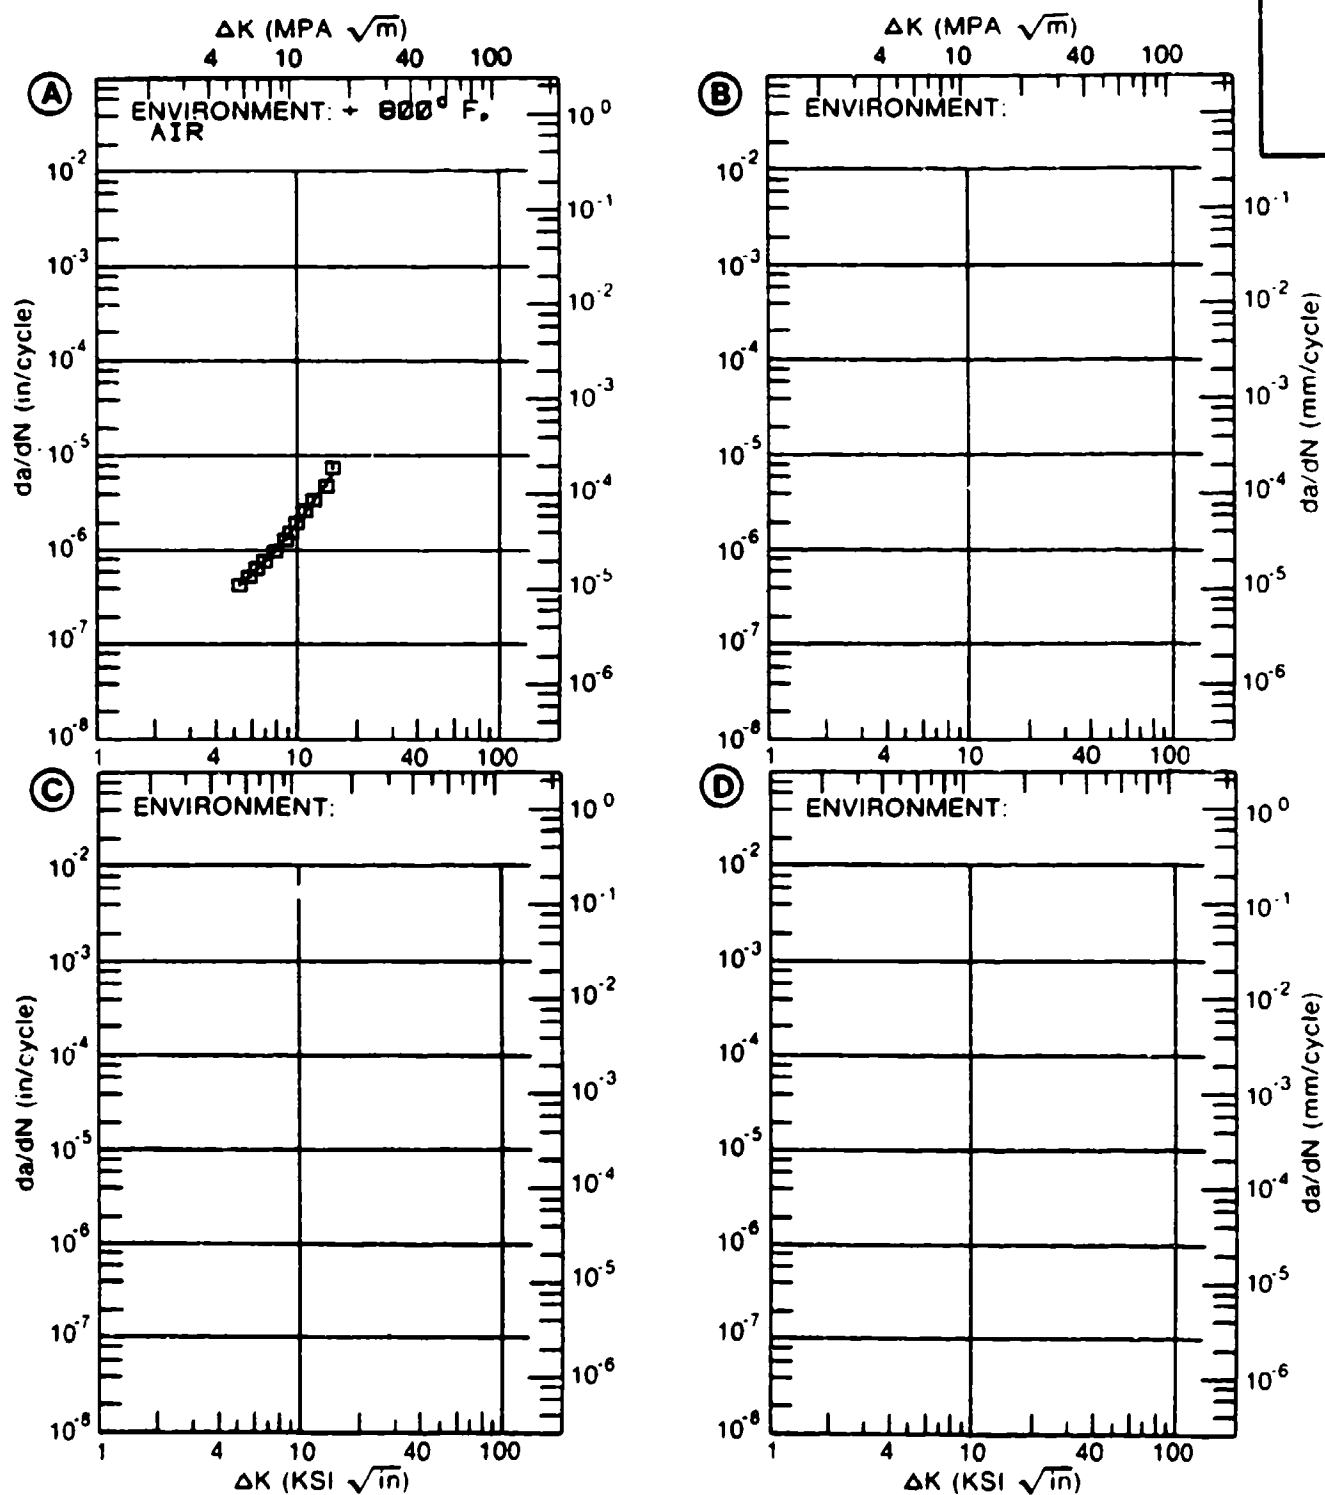 ΔK (MPA √m)
4 10 40 100
A
ENVIRONMENT: + 800° F,
AIR
da/dN (in/cycle)
10⁻²
10⁻³
10⁻⁴
10⁻⁵
10⁻⁶
10⁻⁷
10⁻⁸
10⁰
10⁻¹
10⁻²
10⁻³
10⁻⁴
10⁻⁵
10⁻⁶
1 4 10 40 100
ΔK (MPA √m)
4 10 40 100
B
ENVIRONMENT:
10⁻²
10⁻³
10⁻⁴
10⁻⁵
10⁻⁶
10⁻⁷
10⁻⁸
10⁻¹
10⁻²
10⁻³
10⁻⁴
10⁻⁵
10⁻⁶
da/dN (mm/cycle)
1 4 10 40 100
C
ENVIRONMENT:
da/dN (in/cycle)
10⁻²
10⁻³
10⁻⁴
10⁻⁵
10⁻⁶
10⁻⁷
10⁻⁸
10⁰
10⁻¹
10⁻²
10⁻³
10⁻⁴
10⁻⁵
10⁻⁶
1 4 10 40 100
ΔK (KSI √in)
D
ENVIRONMENT:
10⁻²
10⁻³
10⁻⁴
10⁻⁵
10⁻⁶
10⁻⁷
10⁻⁸
10⁰
10⁻¹
10⁻²
10⁻³
10⁻⁴
10⁻⁵
10⁻⁶
da/dN (mm/cycle)
1 4 10 40 100
ΔK (KSI √in)